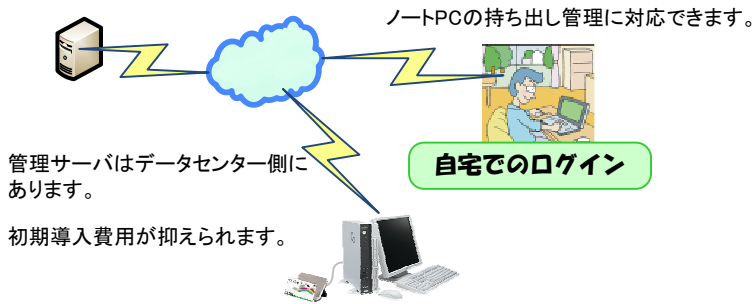 ノートPCの持ち出し管理に対応できます。
自宅でのログイン
管理サーバはデータセンター側に
あります。
初期導入費用が抑えられます。